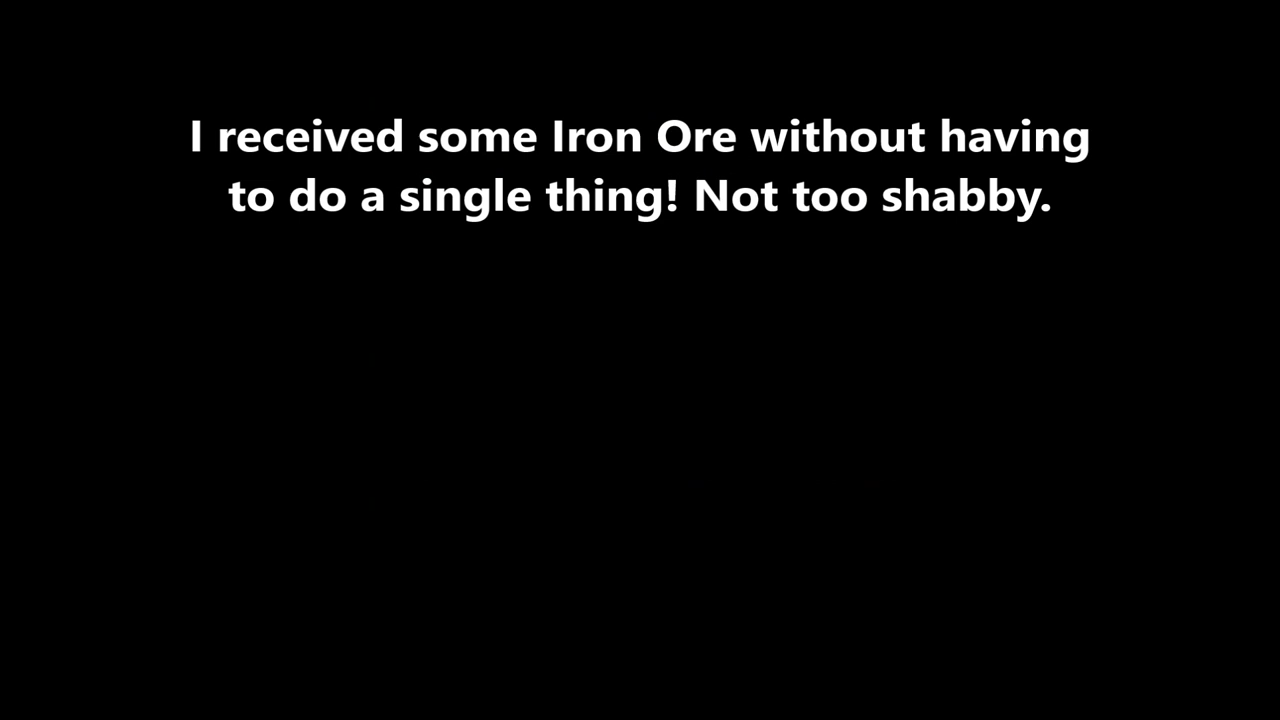 I received some Iron Ore without having
to do a single thing! Not too shabby.